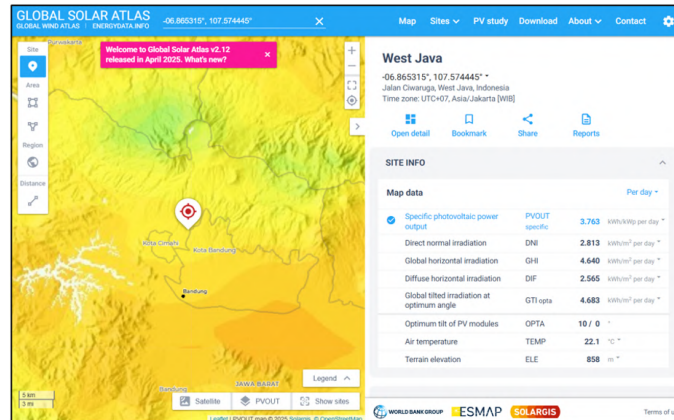 GLOBAL SOLAR ATLAS
GLOBAL WIND ATLAS | ENERGYDATA.INFO
-06.865315°, 107.574445°
Map
Sites
PV study
Download
About
Contact
Site
Area
Region
Distance
Purwakarta
Welcome to Global Solar Atlas v2.12
released in April 2025. What's new?
Kota Cimahi
Kota Bandung
Bandung
Bandung
JAWA BARAT
Legend
Satellite
PVOUT
Show sites
5 km
3 mi
Leaflet | PVOUT map © 2025 Solargis, © OpenStreetMap
West Java
-06.865315°, 107.574445°
Jalan Ciwaruga, West Java, Indonesia
Time zone: UTC+07, Asia/Jakarta [WIB]
Open detail
Bookmark
Share
Reports
SITE INFO
Map data
Per day
Specific photovoltaic power output PVOUT specific 3.763 kWh/kWp per day
Direct normal irradiation DNI 2.813 kWh/m² per day
Global horizontal irradiation GHI 4.640 kWh/m² per day
Diffuse horizontal irradiation DIF 2.565 kWh/m² per day
Global tilted irradiation at optimum angle GTI opta 4.683 kWh/m² per day
Optimum tilt of PV modules OPTA 10 / 0 °
Air temperature TEMP 22.1 °C
Terrain elevation ELE 858 m
WORLD BANK GROUP
ESMAP
SOLARGIS
Terms of